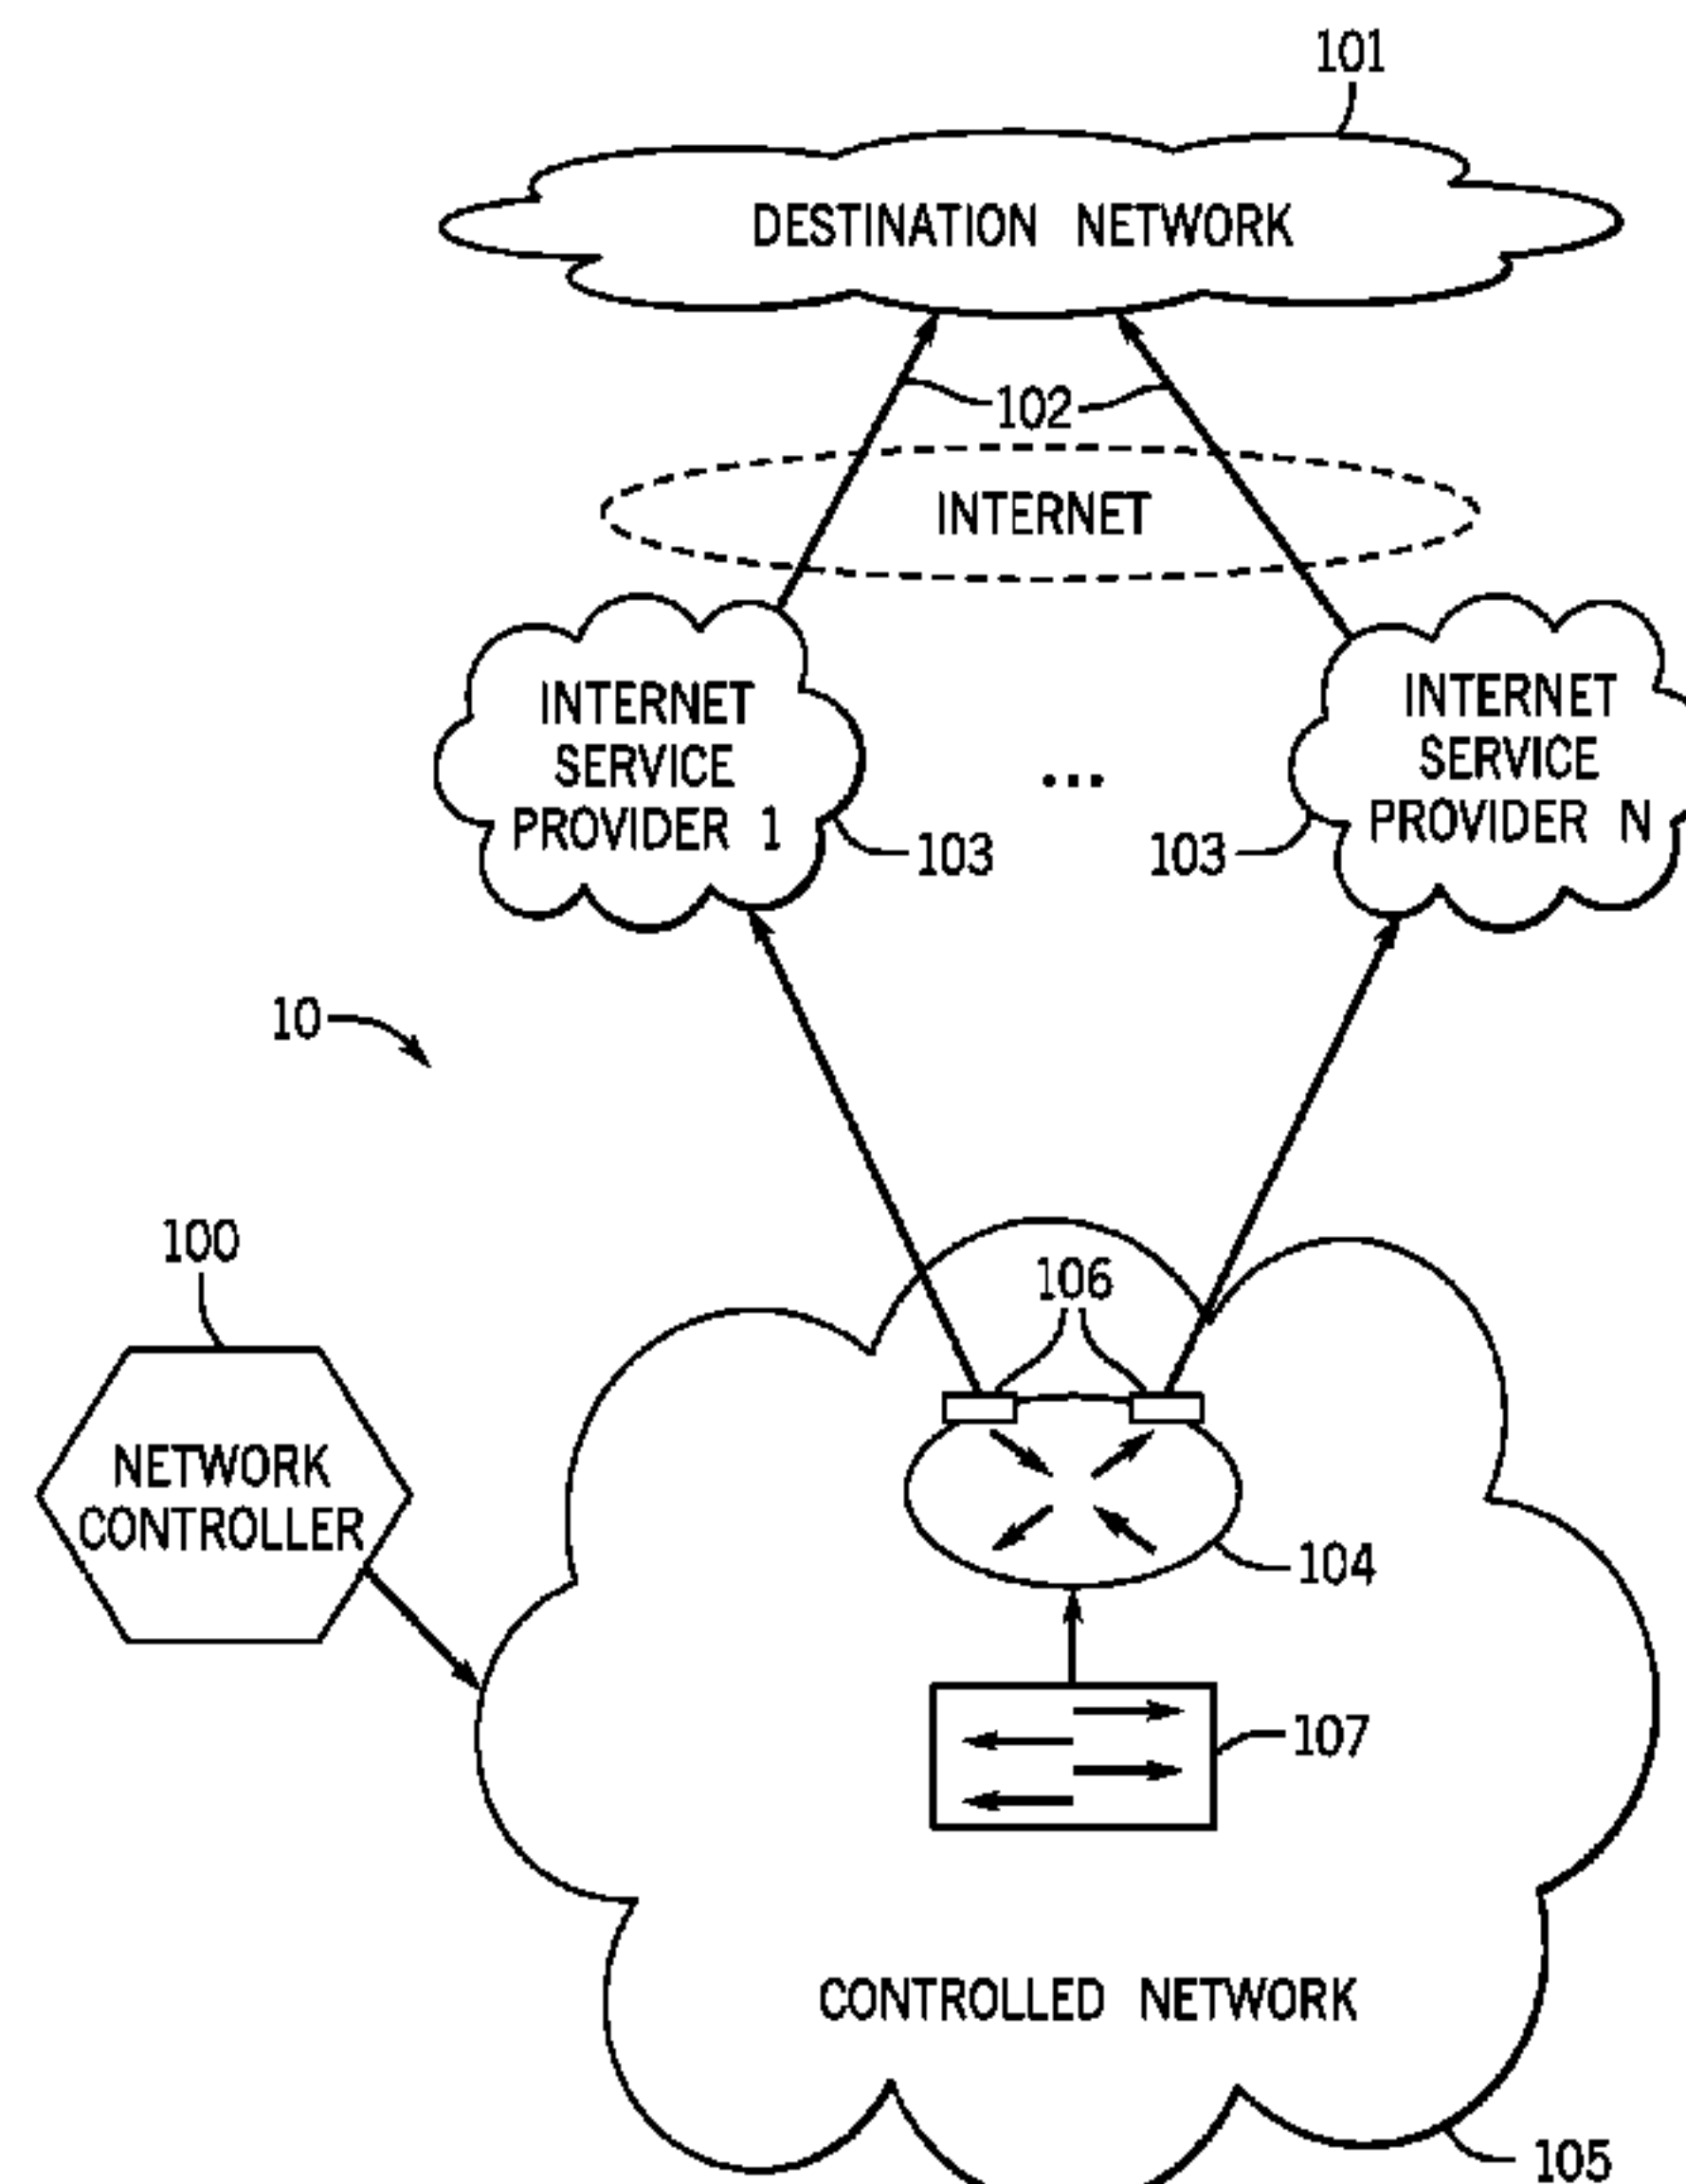 101
DESTINATION NETWORK
102
INTERNET
INTERNET
SERVICE
PROVIDER 1
103
...
INTERNET
SERVICE
PROVIDER N
103
10
100
NETWORK
CONTROLLER
106
104
107
CONTROLLED NETWORK
105